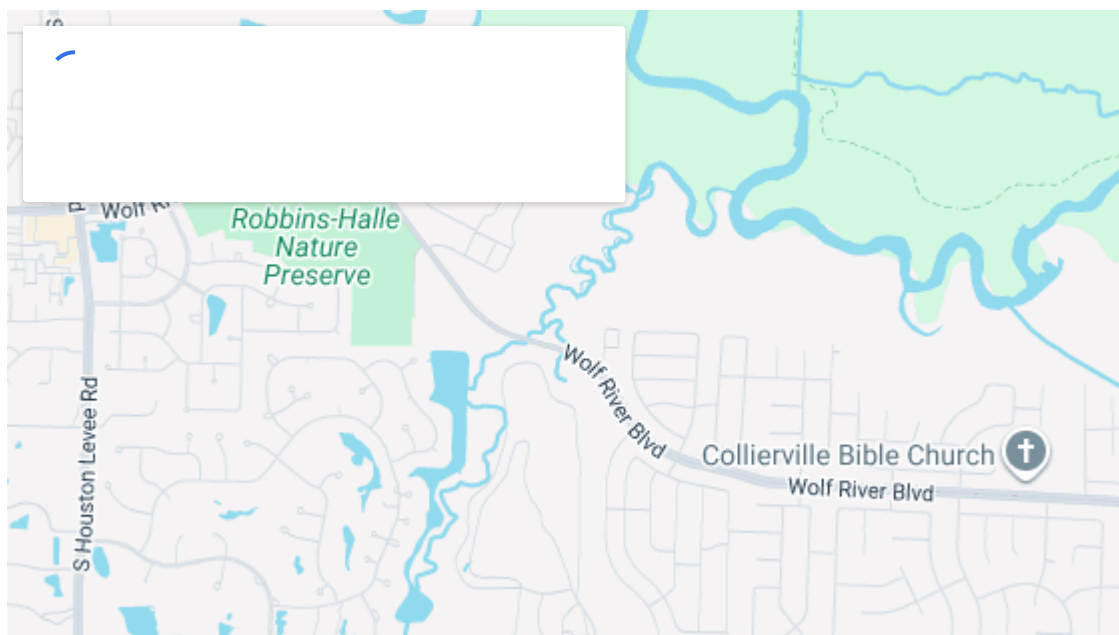 Wolf
Robbins-Halle
Nature
Preserve
Wolf River Blvd
S Houston Levee Rd
Collierville Bible Church
Wolf River Blvd